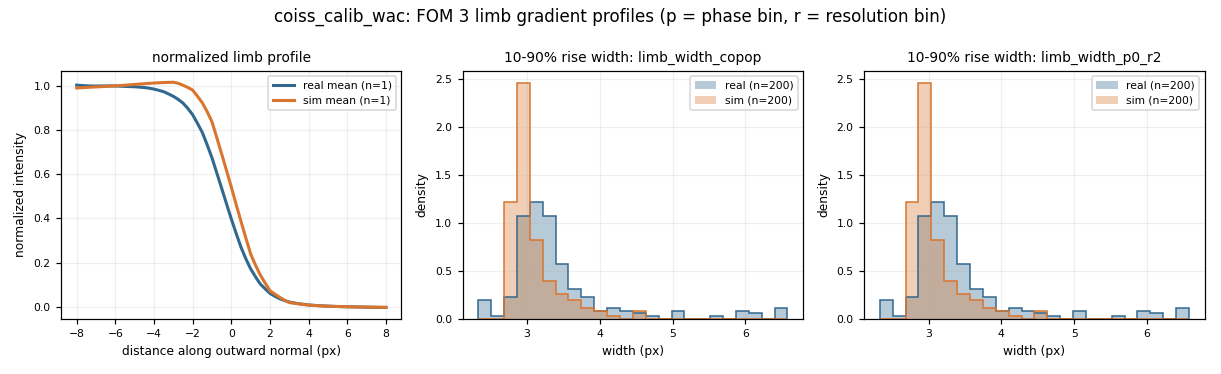 coiss_calib_wac: FOM 3 limb gradient profiles (p = phase bin, r = resolution bin)
normalized limb profile
normalized intensity
1.0
0.8
0.6
0.4
0.2
0.0
−8
−6
−4
−2
0
2
4
6
8
distance along outward normal (px)
real mean (n=1)
sim mean (n=1)
10-90% rise width: limb_width_copop
density
2.5
2.0
1.5
1.0
0.5
0.0
3
4
5
6
width (px)
real (n=200)
sim (n=200)
10-90% rise width: limb_width_p0_r2
density
2.5
2.0
1.5
1.0
0.5
0.0
3
4
5
6
width (px)
real (n=200)
sim (n=200)